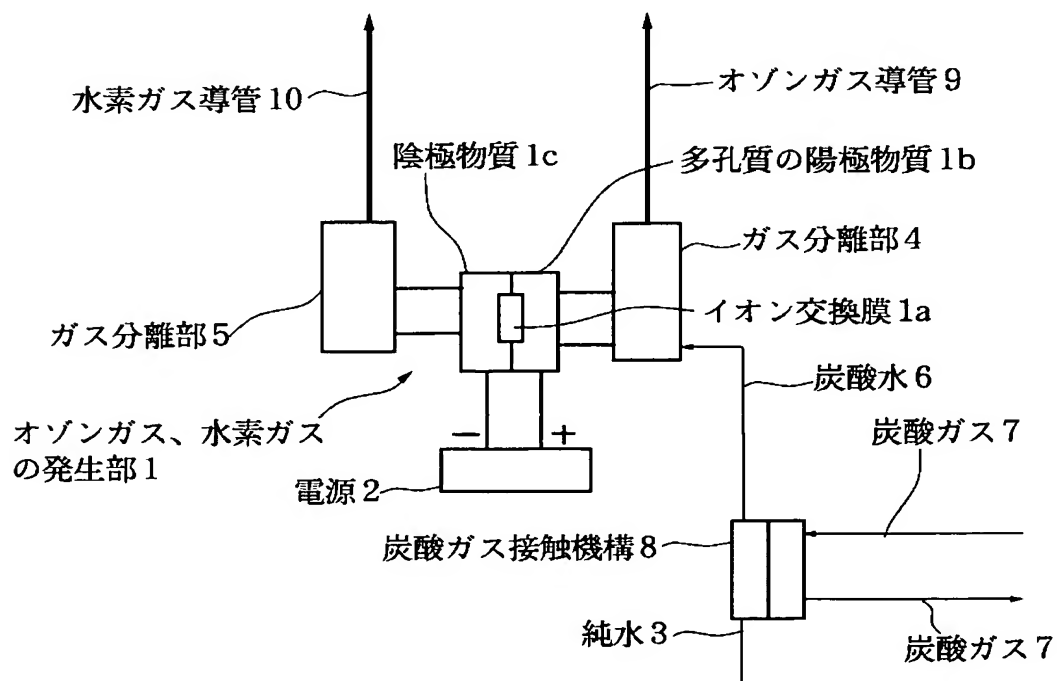 水素ガス導管10
オゾンガス導管9
陰極物質1c
多孔質の陽極物質1b
ガス分離部4
ガス分離部5
イオン交換膜1a
炭酸水6
オゾンガス、水素ガス
の発生部1
− +
電源2
炭酸ガス7
炭酸ガス接触機構8
純水3
炭酸ガス7